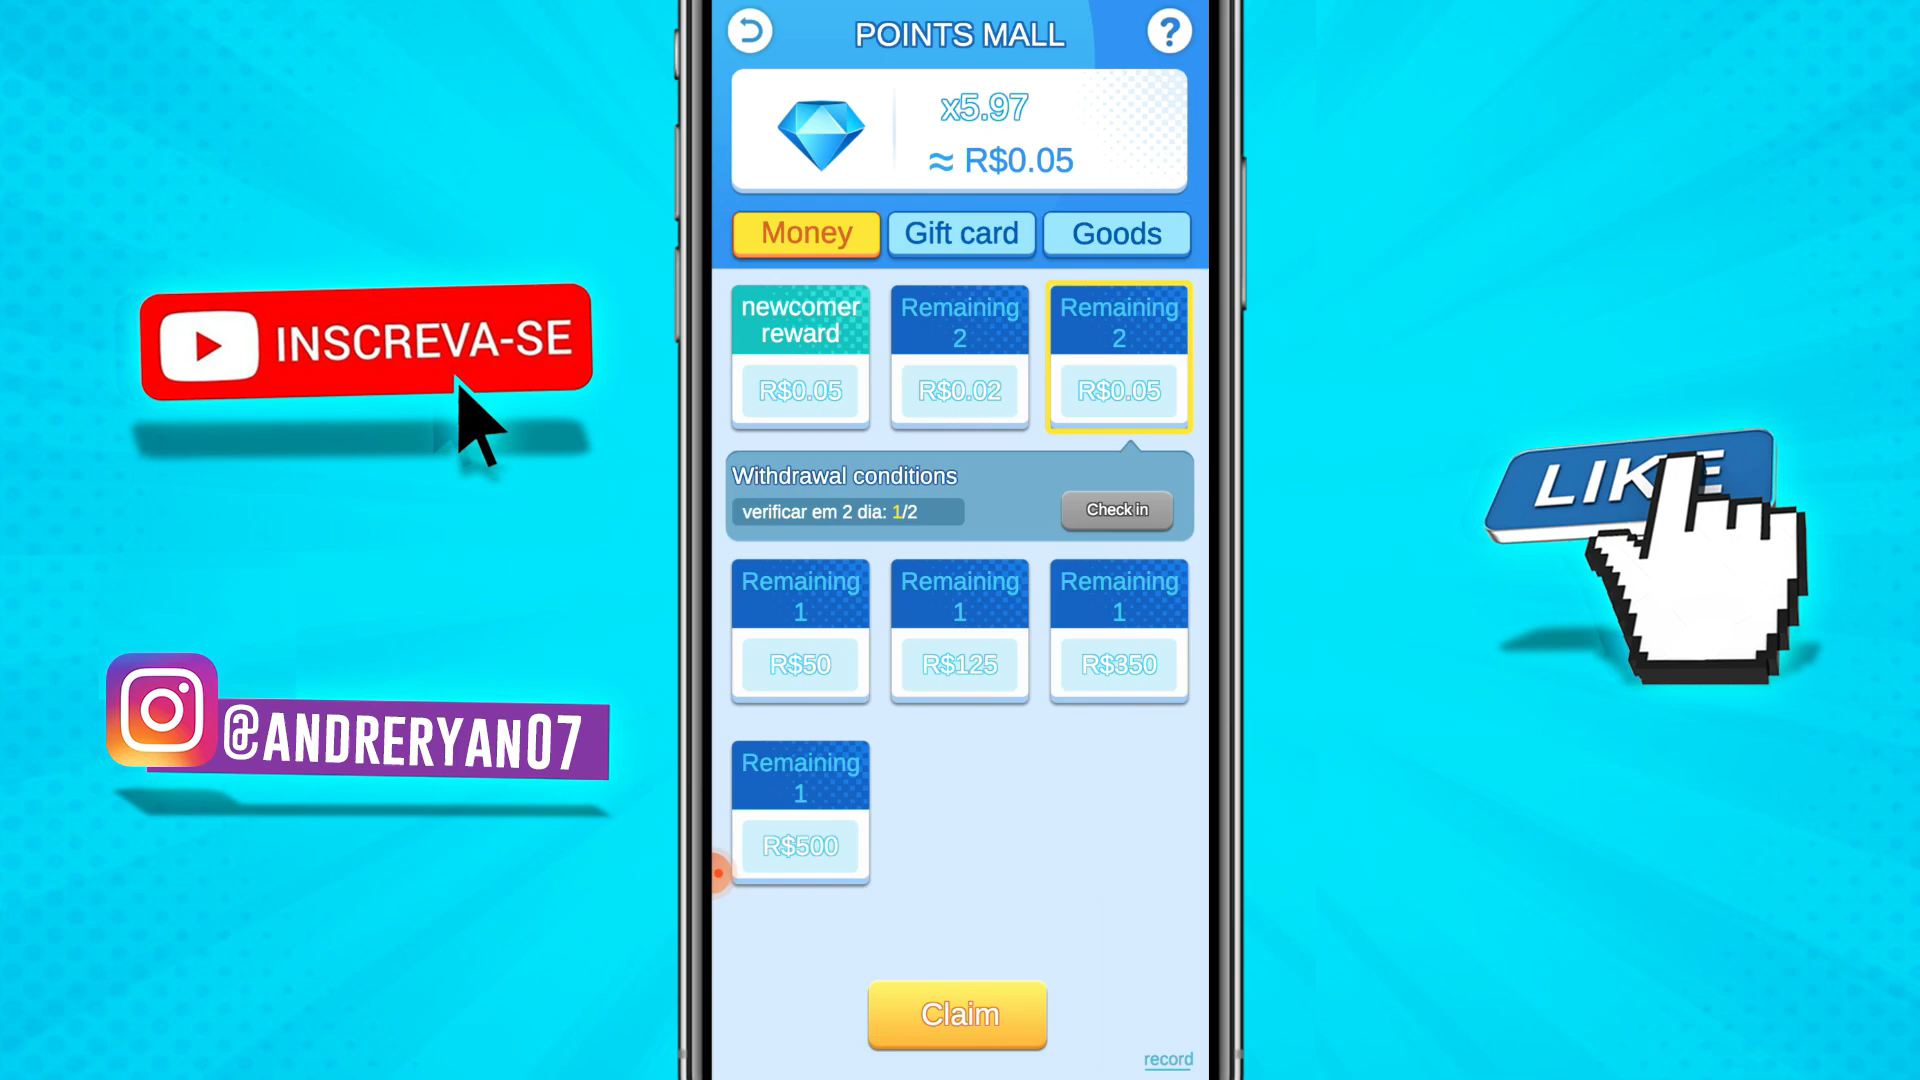 POINTS MALL
?
x5.97
≈ R$0.05
Money
Gift card
Goods
newcomer
reward
R$0.05
Remaining
2
R$0.02
Remaining
2
R$0.05
Withdrawal conditions
verificar em 2 dia: 1/2
Check in
Remaining
1
R$50
Remaining
1
R$125
Remaining
1
R$350
Remaining
1
R$500
Claim
record
INSCREVA-SE
@ANDRERYAN07
LIKE